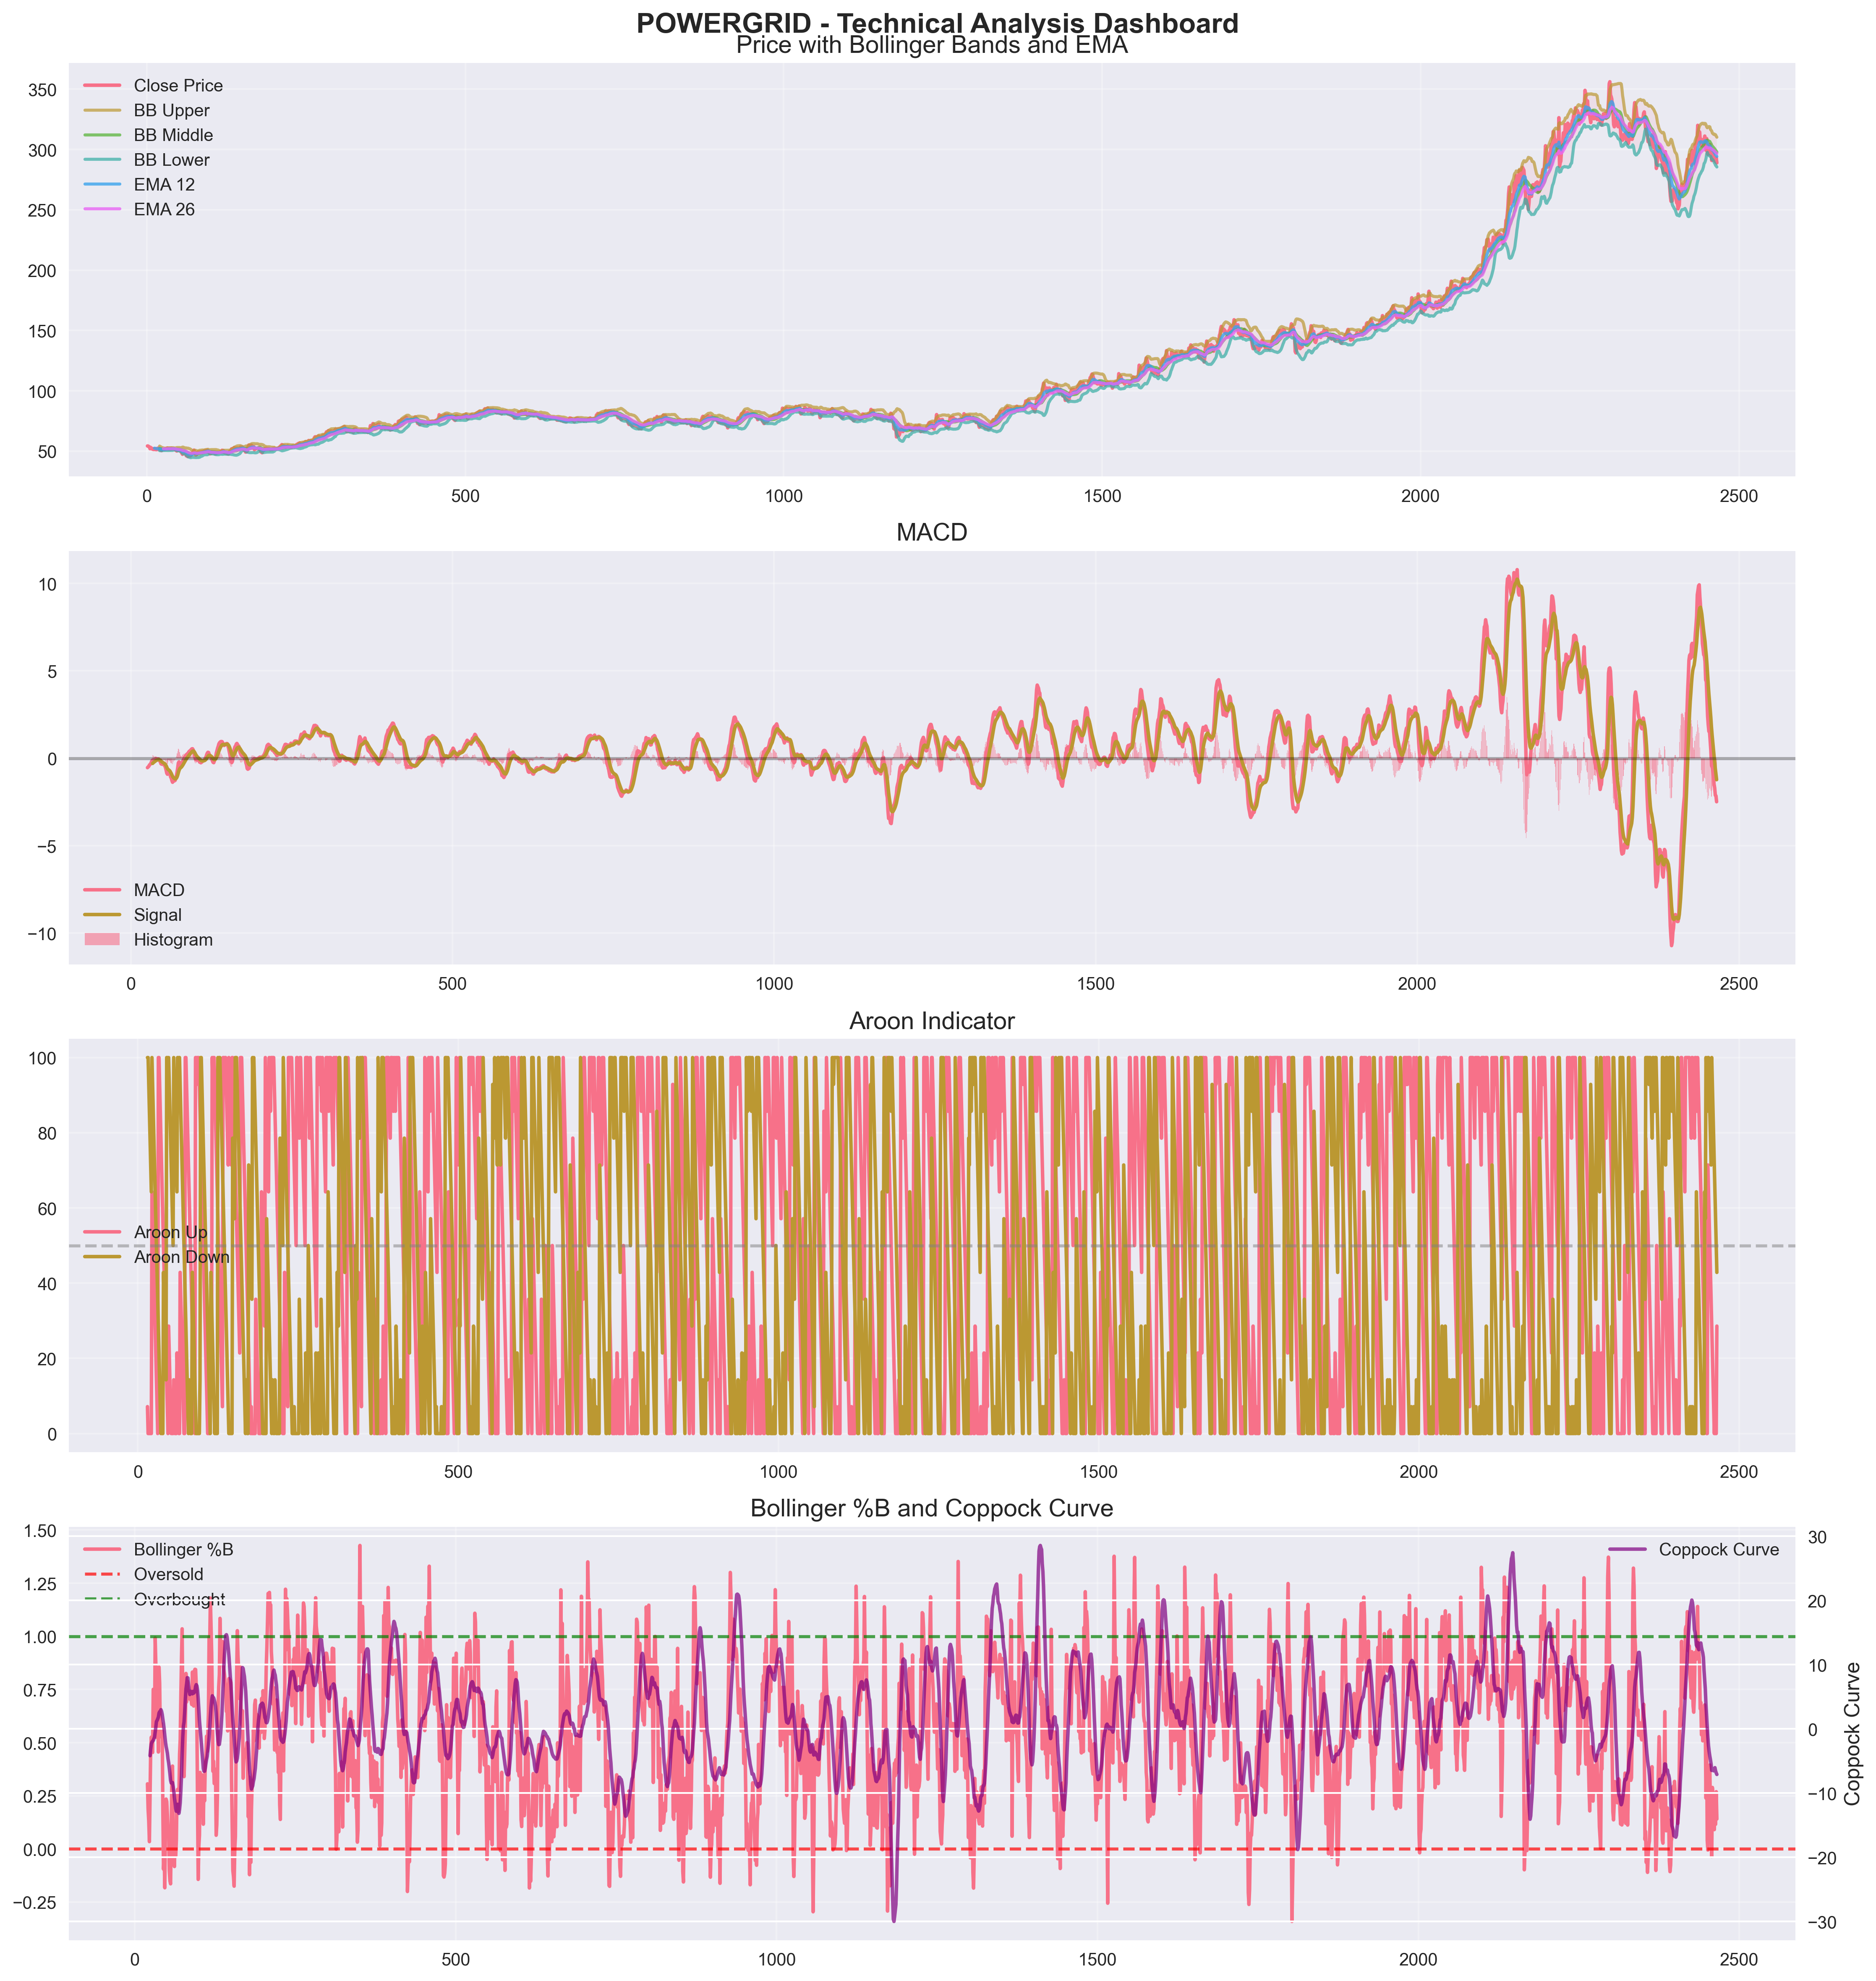 POWERGRID - Technical Analysis Dashboard
Price with Bollinger Bands and EMA
350
300
250
200
150
100
50
Close Price
BB Upper
BB Middle
BB Lower
EMA 12
EMA 26
0 500 1000 1500 2000 2500
MACD
10
5
0
−5
−10
MACD
Signal
Histogram
0 500 1000 1500 2000 2500
Aroon Indicator
100
80
60
40
20
0
Aroon Up
Aroon Down
0 500 1000 1500 2000 2500
Bollinger %B and Coppock Curve
1.50
1.25
1.00
0.75
0.50
0.25
0.00
−0.25
Bollinger %B
Oversold
Overbought
Coppock Curve
30
20
10
0
−10
−20
−30
Coppock Curve
0 500 1000 1500 2000 2500